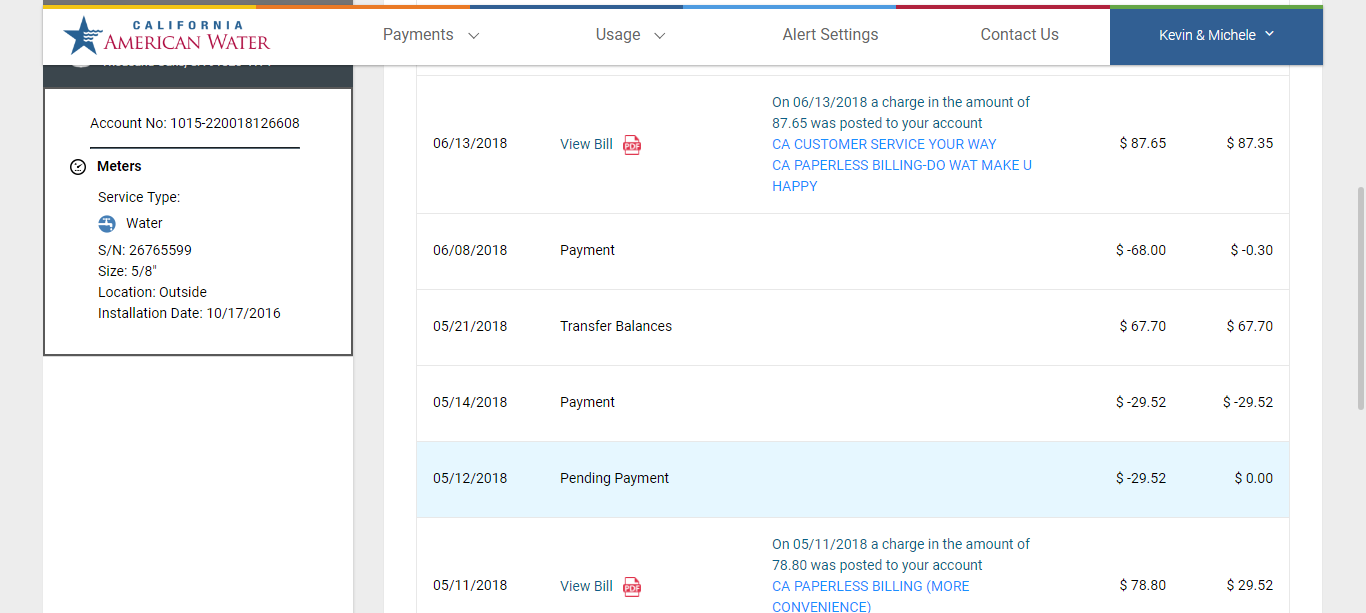 CALIFORNIA
AMERICAN WATER
Payments
Usage
Alert Settings
Contact Us
Kevin & Michele
Account No: 1015-220018126608
Meters
Service Type:
Water
S/N: 26765599
Size: 5/8"
Location: Outside
Installation Date: 10/17/2016
06/13/2018
View Bill
PDF
On 06/13/2018 a charge in the amount of
87.65 was posted to your account
CA CUSTOMER SERVICE YOUR WAY
CA PAPERLESS BILLING-DO WAT MAKE U
HAPPY
$ 87.65
$ 87.35
06/08/2018
Payment
$ -68.00
$ -0.30
05/21/2018
Transfer Balances
$ 67.70
$ 67.70
05/14/2018
Payment
$ -29.52
$ -29.52
05/12/2018
Pending Payment
$ -29.52
$ 0.00
05/11/2018
View Bill
PDF
On 05/11/2018 a charge in the amount of
78.80 was posted to your account
CA PAPERLESS BILLING (MORE
CONVENIENCE)
$ 78.80
$ 29.52